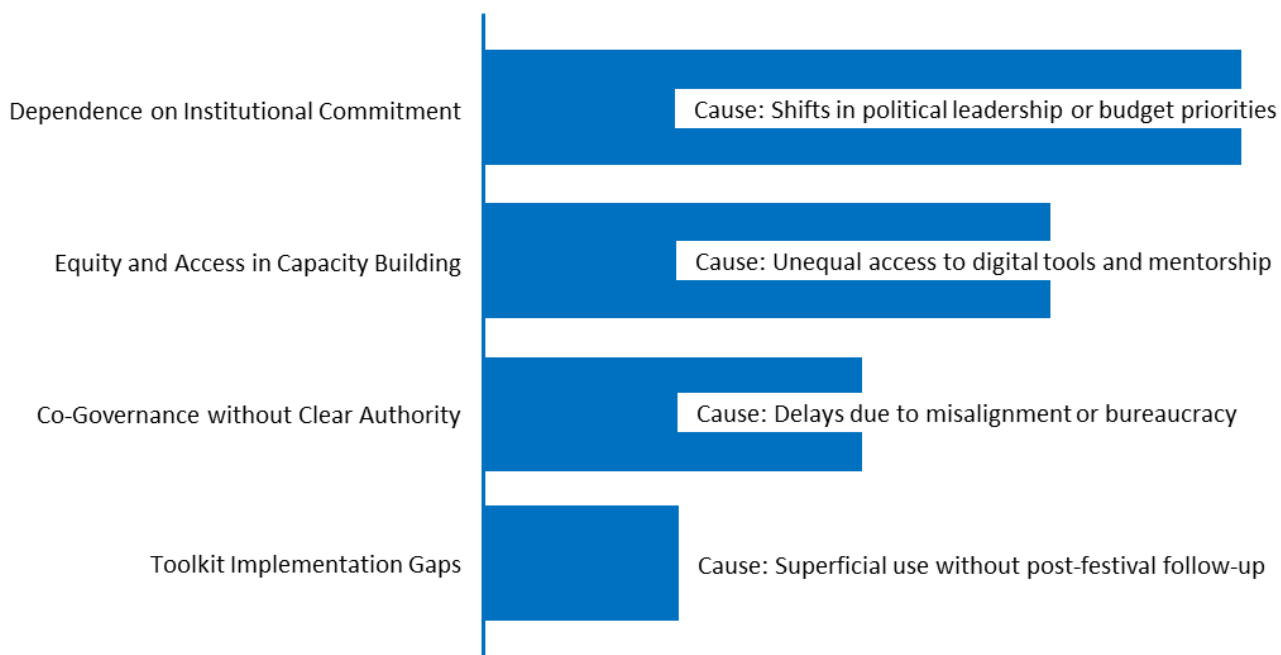 Dependence on Institutional Commitment
Cause: Shifts in political leadership or budget priorities
Equity and Access in Capacity Building
Cause: Unequal access to digital tools and mentorship
Co-Governance without Clear Authority
Cause: Delays due to misalignment or bureaucracy
Toolkit Implementation Gaps
Cause: Superficial use without post-festival follow-up